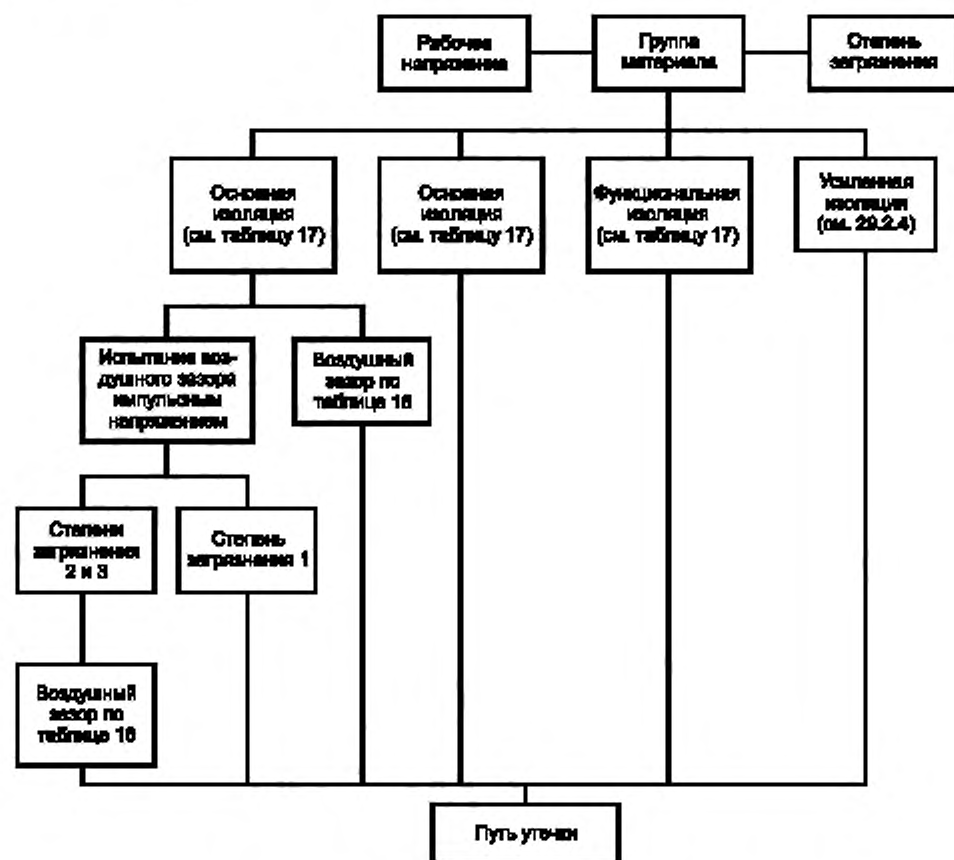 Рабочее
напряжение
Группа
материала
Степень
загрязнения
Основная
изоляция
(см. таблицу 17)
Основная
изоляция
(см. таблицу 17)
Функциональная
изоляция
(см. таблицу 17)
Усиленная
изоляция
(см. 29.2.4)
Испытание воз-
душного зазора
импульсным
напряжением
Воздушный
зазор по
таблице 16
Степени
загрязнения
2 и 3
Степень
загрязнения 1
Воздушный
зазор по
таблице 16
Путь утечки